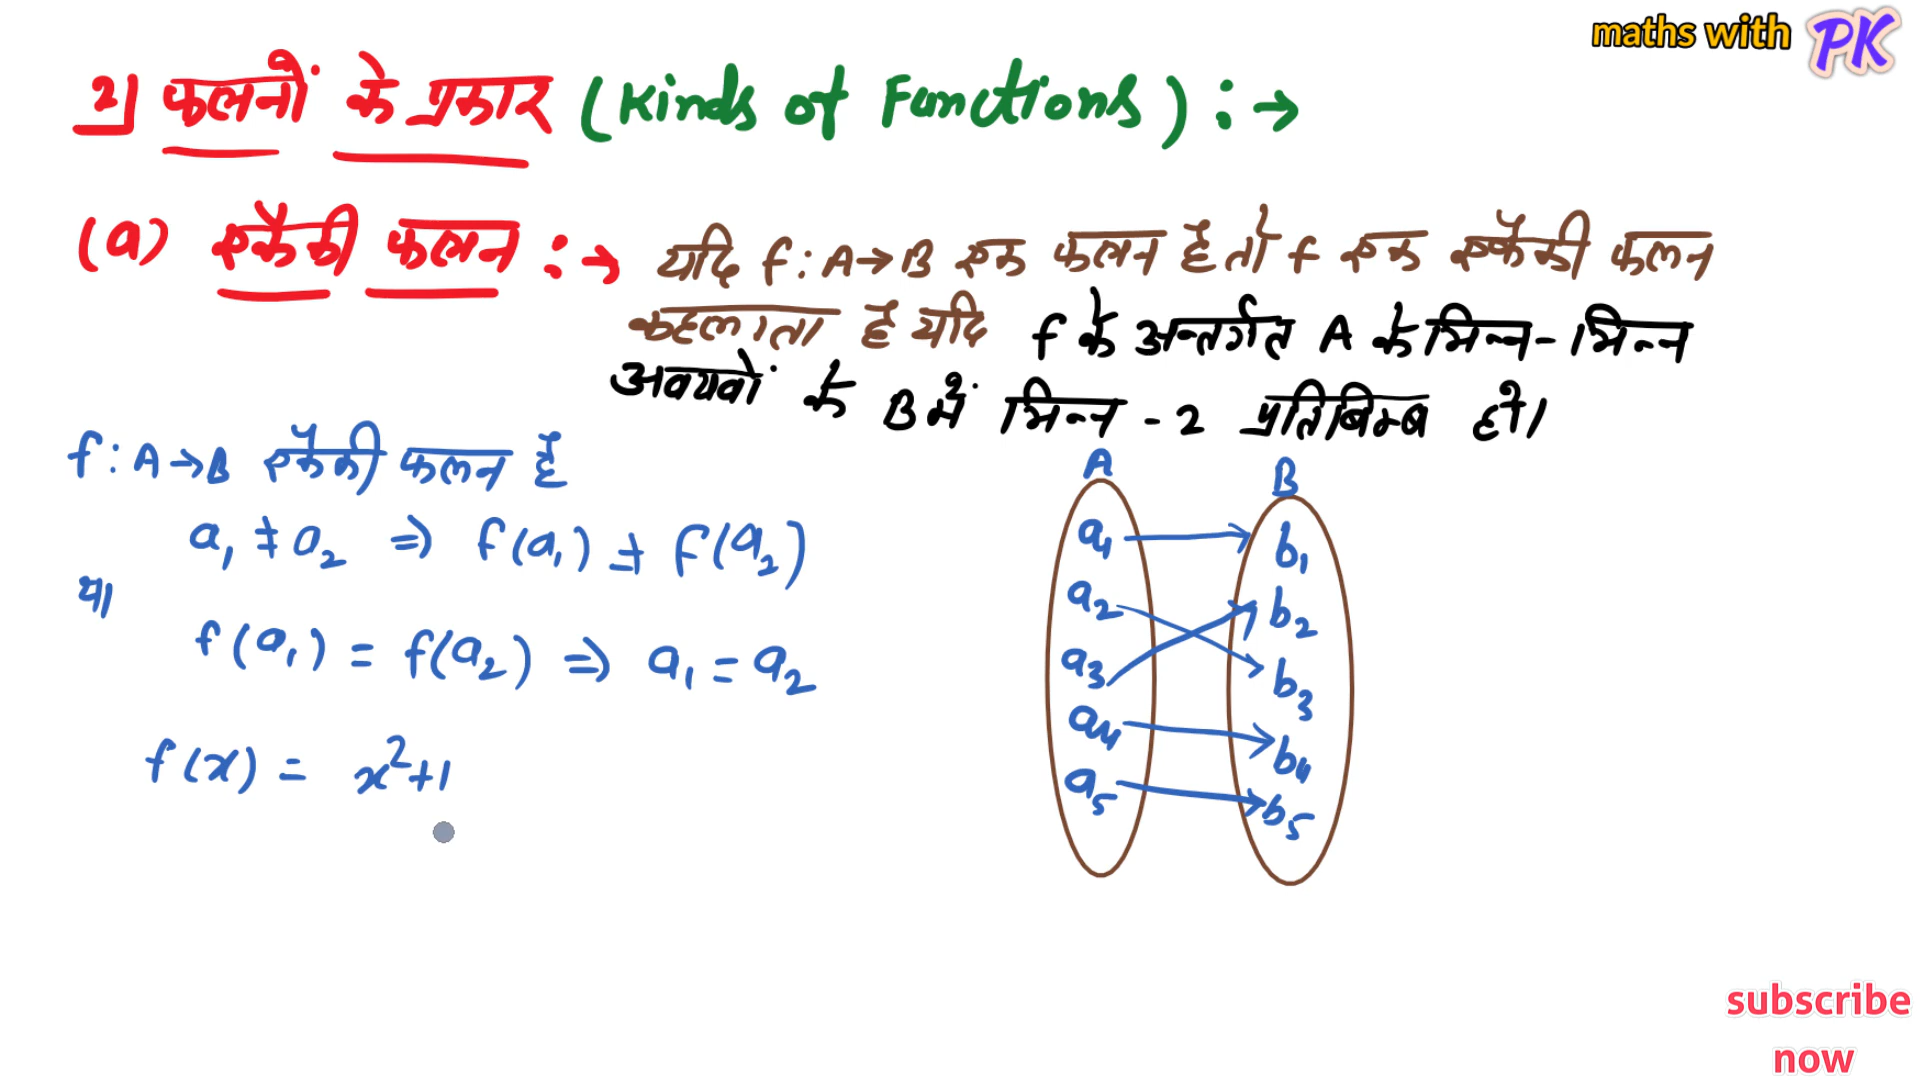 maths with PK
2) फलनों के प्रकार (Kinds of Functions) :→
(a) एकैकी फलन :→ यदि f: A→B एक फलन है तो f एक एकैकी फलन
कहलाता है यदि f के अन्तर्गत A के भिन्न-भिन्न
अवयवों के B में भिन्न-2 प्रतिबिम्ब हों।
f: A→B एकैकी फलन है
a₁ ≠ a₂ ⇒ f(a₁) ≠ f(a₂)
या
f(a₁) = f(a₂) ⇒ a₁ = a₂
f(x) = x²+1
A B
a₁ b₁
a₂ b₂
a₃ b₃
a₄ b₄
a₅ b₅
subscribe
now